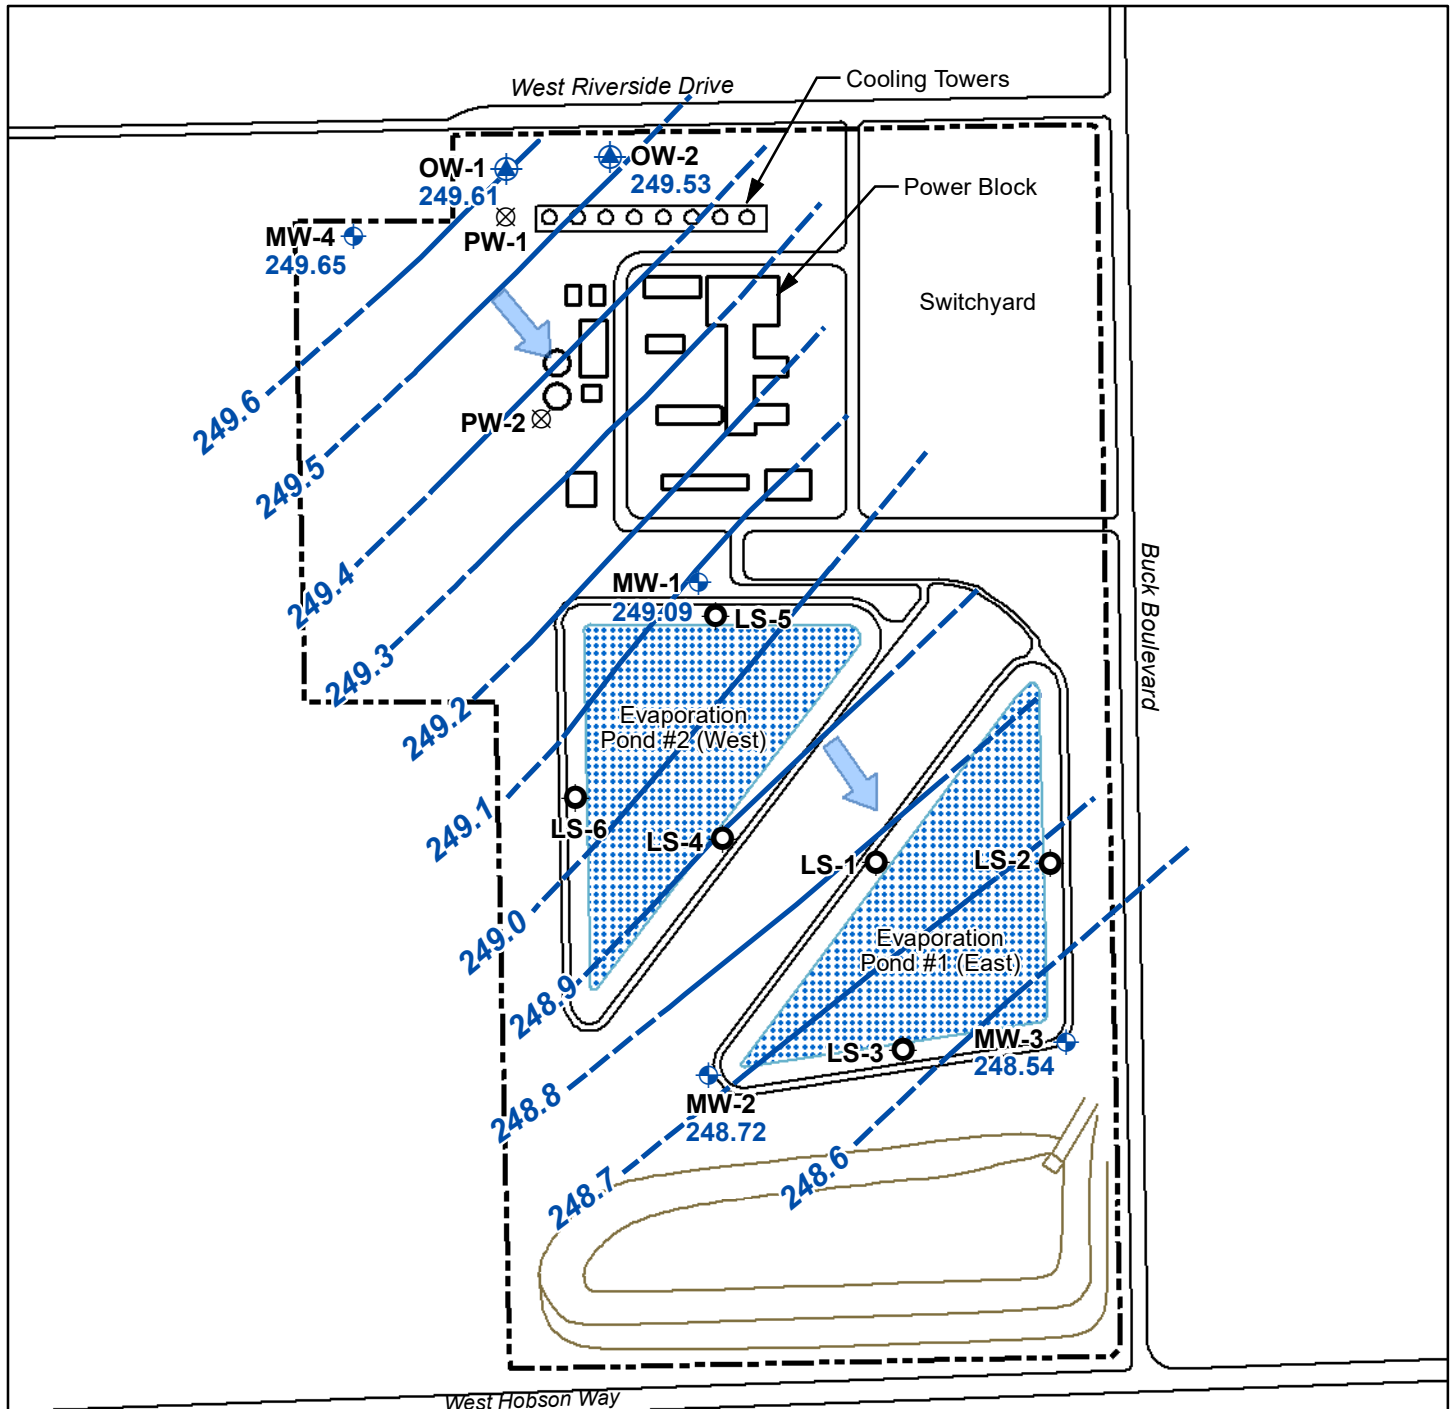 West Riverside Drive
Cooling Towers
OW-1
249.61
OW-2
249.53
Power Block
PW-1
MW-4
249.65
Switchyard
249.6
PW-2
249.5
249.4
Buck Boulevard
MW-1
249.09
LS-5
249.3
249.2
Evaporation
Pond #2 (West)
249.1
LS-6
LS-4
LS-1
LS-2
249.0
Evaporation
Pond #1 (East)
248.9
LS-3
MW-3
248.54
248.8
MW-2
248.72
248.7
248.6
West Hobson Way